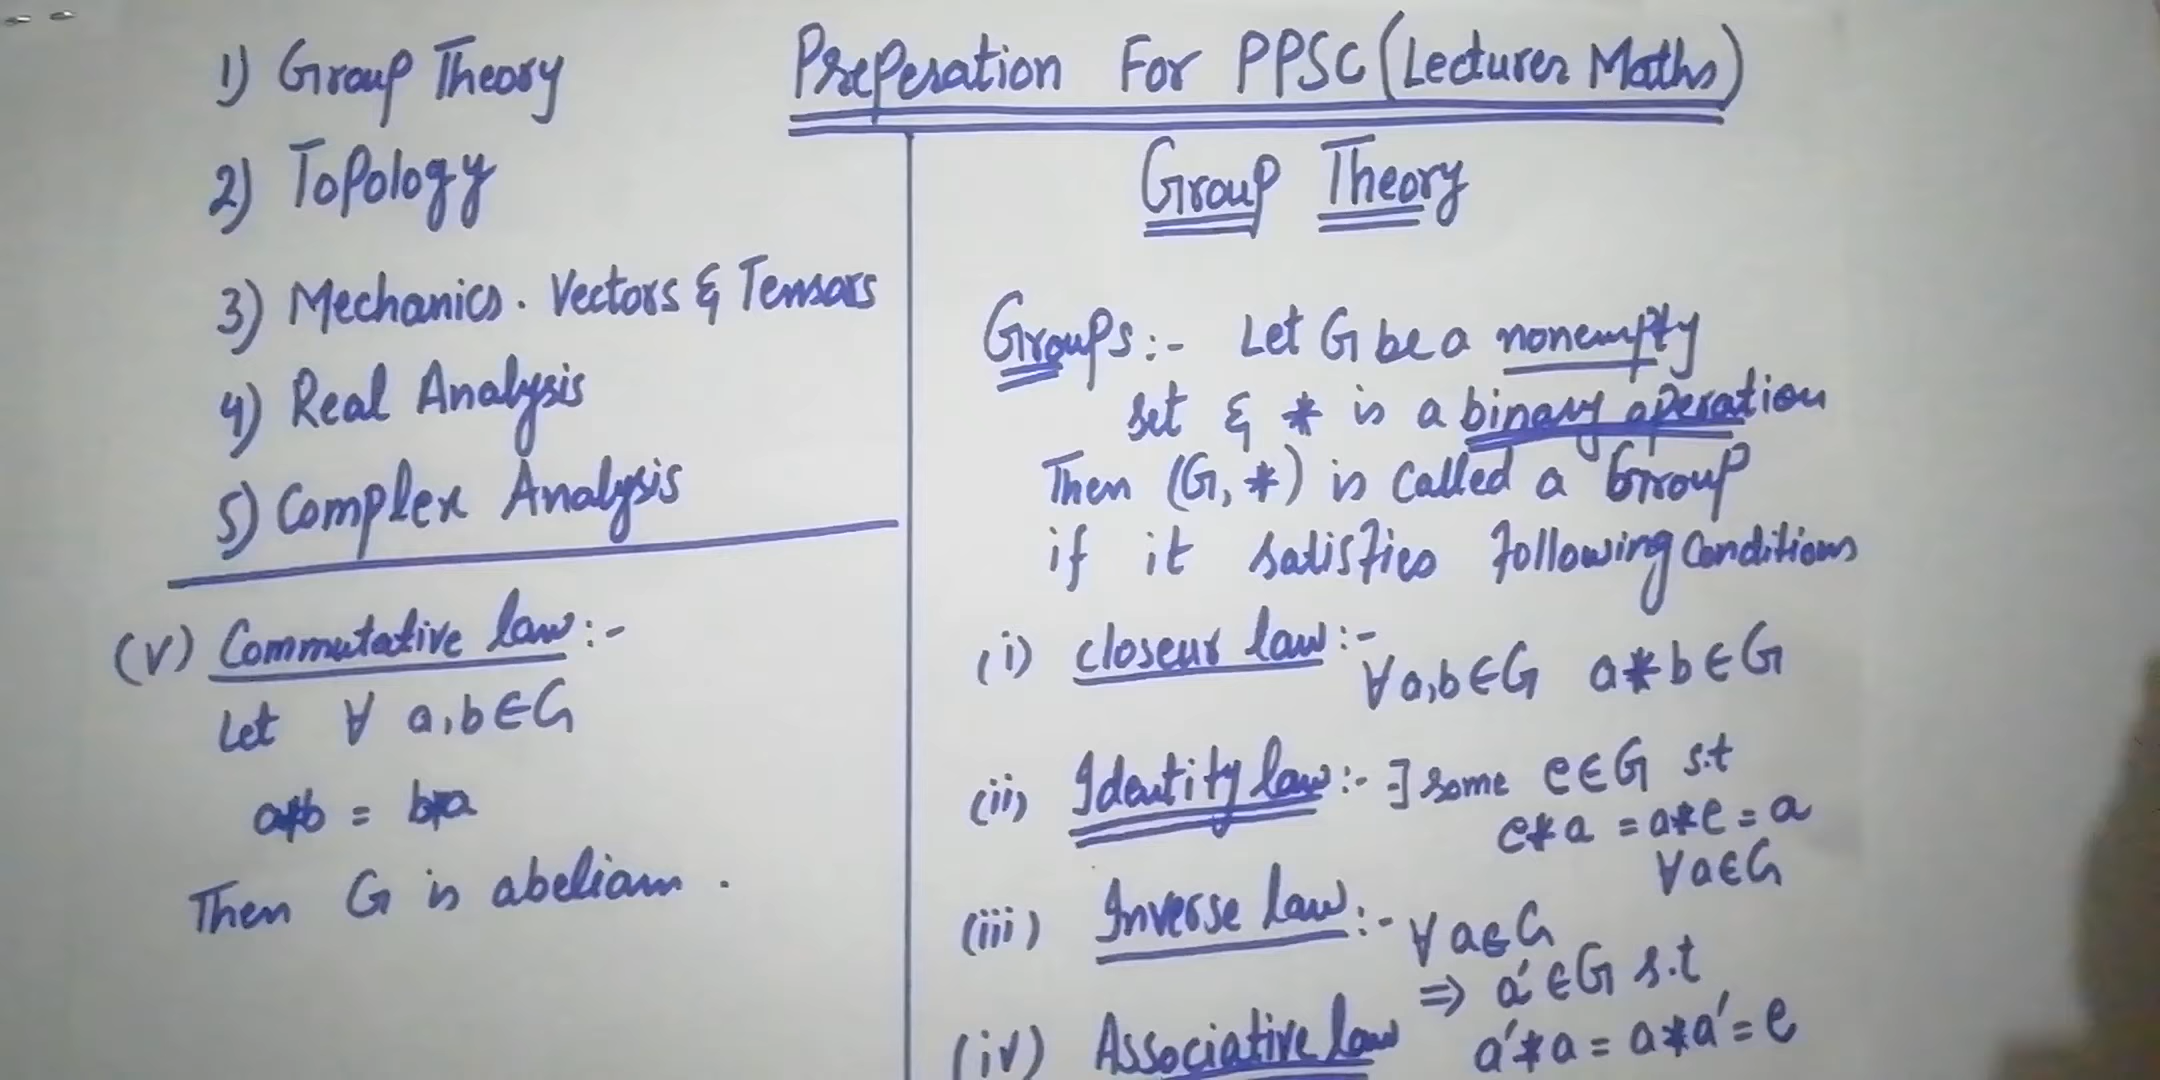 Preperation For PPSC (Lecturer Maths)
1) Group Theory
2) Topology
3) Mechanics. Vectors & Tensors
4) Real Analysis
5) Complex Analysis
(v) Commutative law:-
Let ∀ a,b∈G
a*b = b*a
Then G is abeliam.
Group Theory
Groups:- Let G be a nonempty
set & * is a binary operation
Then (G, *) is called a Group
if it satisfies following conditions
(i) closeur law:- ∀ a,b∈G a*b∈G
(ii) Identity law:- ∃ some e∈G s.t
e*a = a*e = a
∀a∈G
(iii) Inverse law:- ∀ a∈G
⇒ a′∈G s.t
a′*a = a*a′ = e
(iv) Associative law